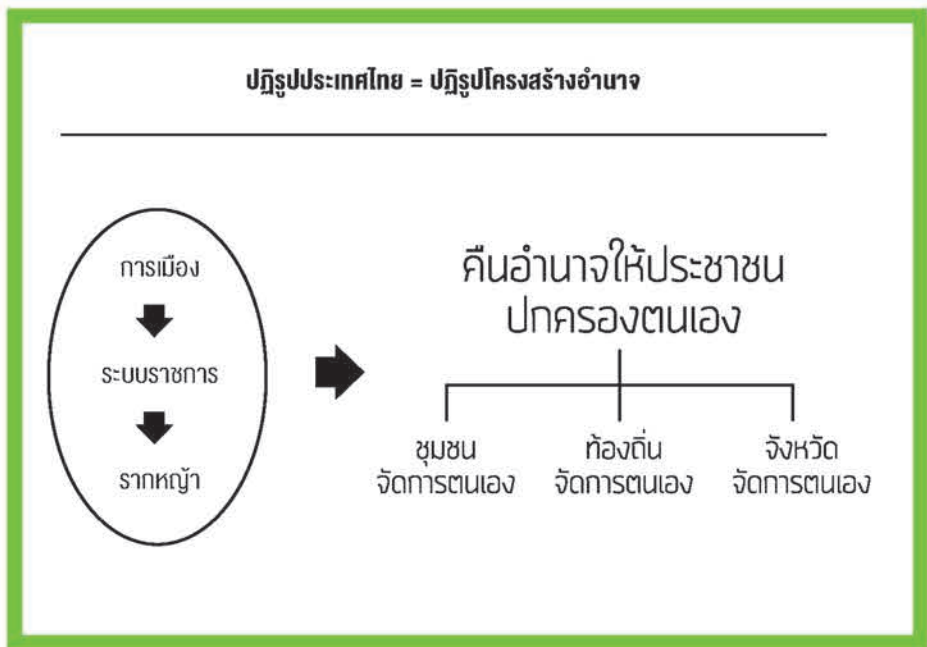 ปฏิรูปประเทศไทย = ปฏิรูปโครงสร้างอำนาจ
การเมือง
ระบบราชการ
รากหญ้า
คืนอำนาจให้ประชาชน
ปกครองตนเอง
ชุมชน
จัดการตนเอง
ท้องถิ่น
จัดการตนเอง
จังหวัด
จัดการตนเอง